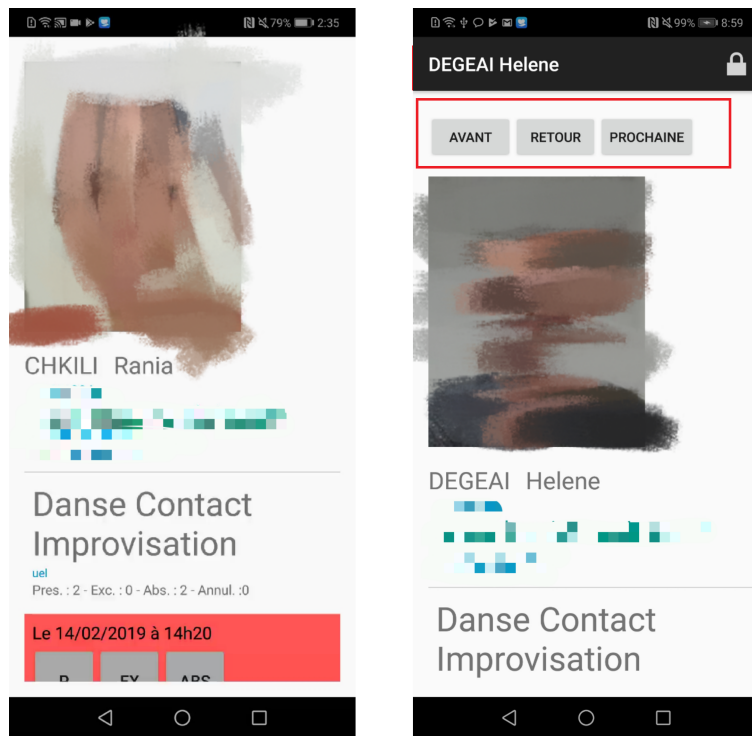 79% 2:35
CHKILI Rania
Danse Contact
Improvisation
uel
Pres. : 2 - Exc. : 0 - Abs. : 2 - Annul. :0
Le 14/02/2019 à 14h20
P EX ABS
99% 8:59
DEGEAI Helene
AVANT RETOUR PROCHAINE
DEGEAI Helene
Danse Contact
Improvisation